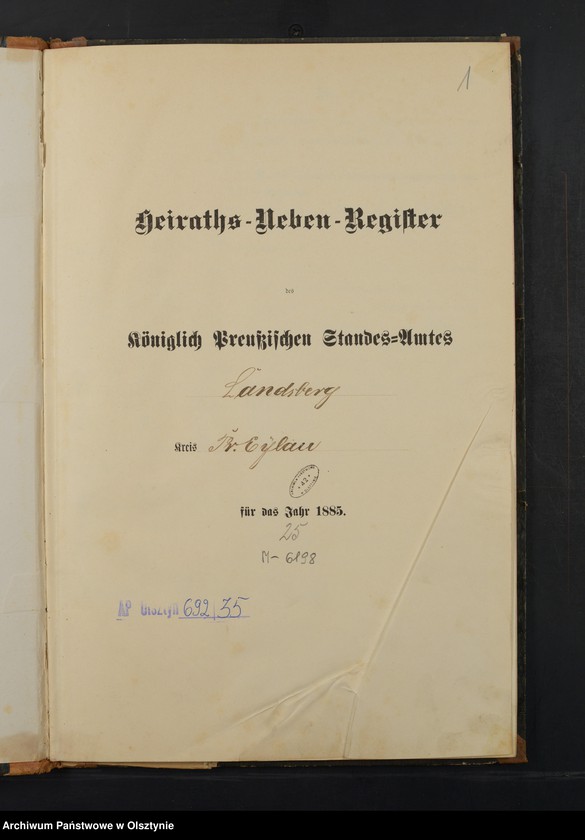 1
Heiraths-Neben-Register
des
Königlich Preußischen Standes-Amtes
Landsberg
Kreis Pr. Eylau
für das Jahr 1885.
25
M-6198
AP Olsztyn 692/35
Archiwum Państwowe w Olsztynie